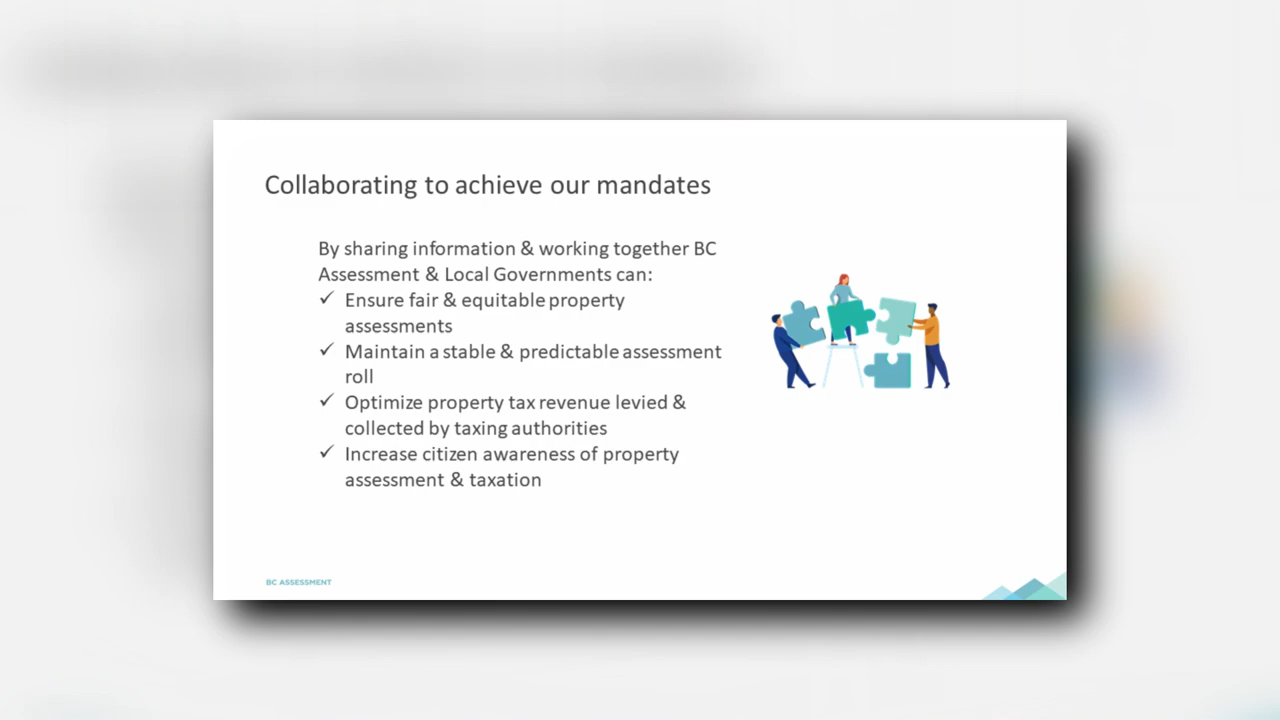 Collaborating to achieve our mandates
By sharing information & working together BC
Assessment & Local Governments can:
✓ Ensure fair & equitable property
assessments
✓ Maintain a stable & predictable assessment
roll
✓ Optimize property tax revenue levied &
collected by taxing authorities
✓ Increase citizen awareness of property
assessment & taxation
BC ASSESSMENT